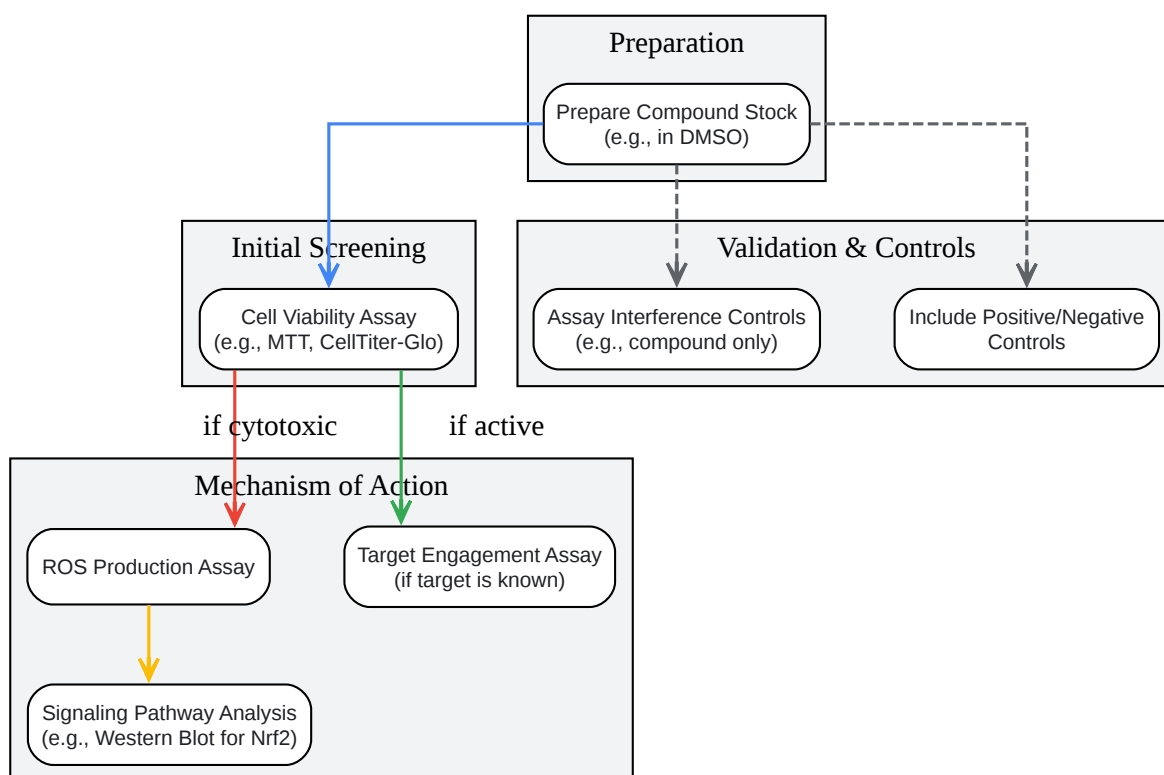 Preparation
Prepare Compound Stock
(e.g., in DMSO)
Initial Screening
Validation & Controls
Cell Viability Assay
(e.g., MTT, CellTiter-Glo)
Assay Interference Controls
(e.g., compound only)
Include Positive/Negative
Controls
if cytotoxic
if active
Mechanism of Action
ROS Production Assay
Target Engagement Assay
(if target is known)
Signaling Pathway Analysis
(e.g., Western Blot for Nrf2)